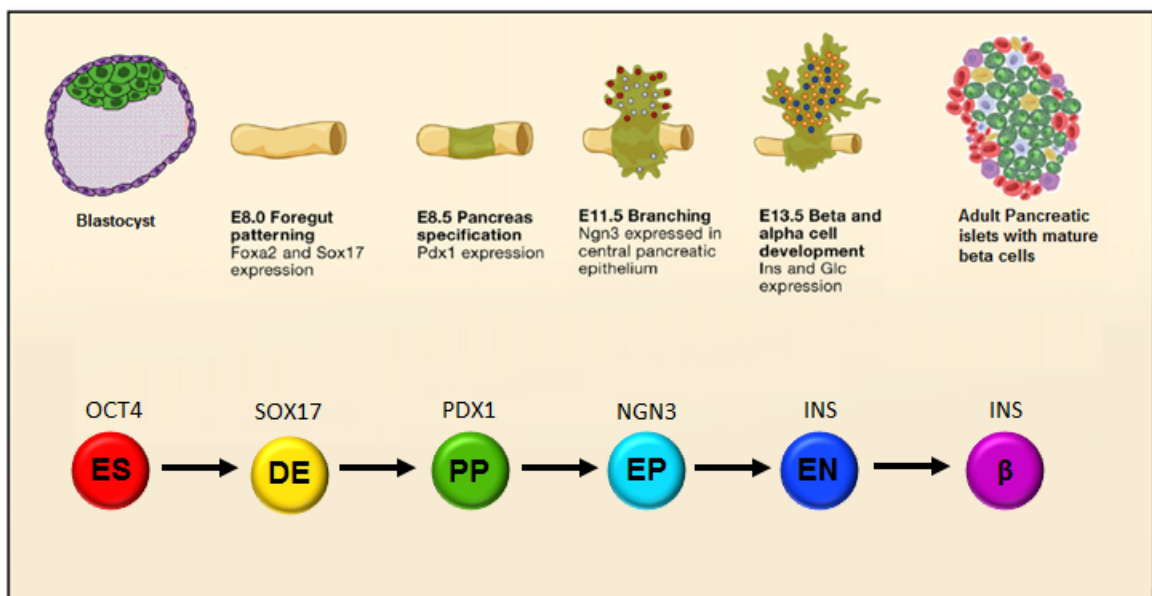 Blastocyst
E8.0 Foregut
patterning
Foxa2 and Sox17
expression
E8.5 Pancreas
specification
Pdx1 expression
E11.5 Branching
Ngn3 expressed in
central pancreatic
epithelium
E13.5 Beta and
alpha cell
development
Ins and Glc
expression
Adult Pancreatic
islets with mature
beta cells
OCT4
SOX17
PDX1
NGN3
INS
INS
ES
DE
PP
EP
EN
β